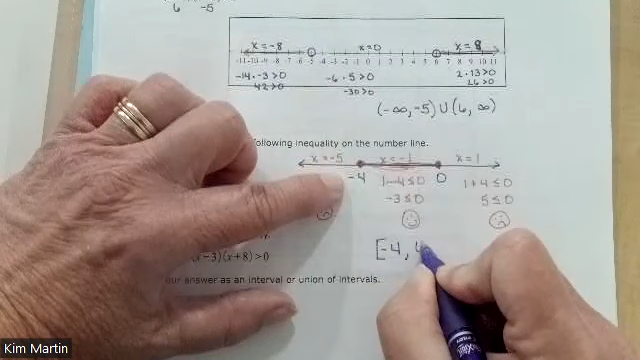 6 -5
x = -8 x = 0 x = 8
-11 -10 -9 -8 -7 -6 -5 -4 -3 -2 -1 0 1 2 3 4 5 6 7 8 9 10 11
-14·-3>0 -6·5>0 2·13>0
42>0 -30>0 26>0
(-∞,-5)∪(6,∞)
following inequality on the number line.
x = -5 x = -1 x = 1
-4 0
1-4≤0 1+4≤0
-3≤0 5≤0
[-4,
-3)(x+8)>0
our answer as an interval or union of intervals.
Kim Martin